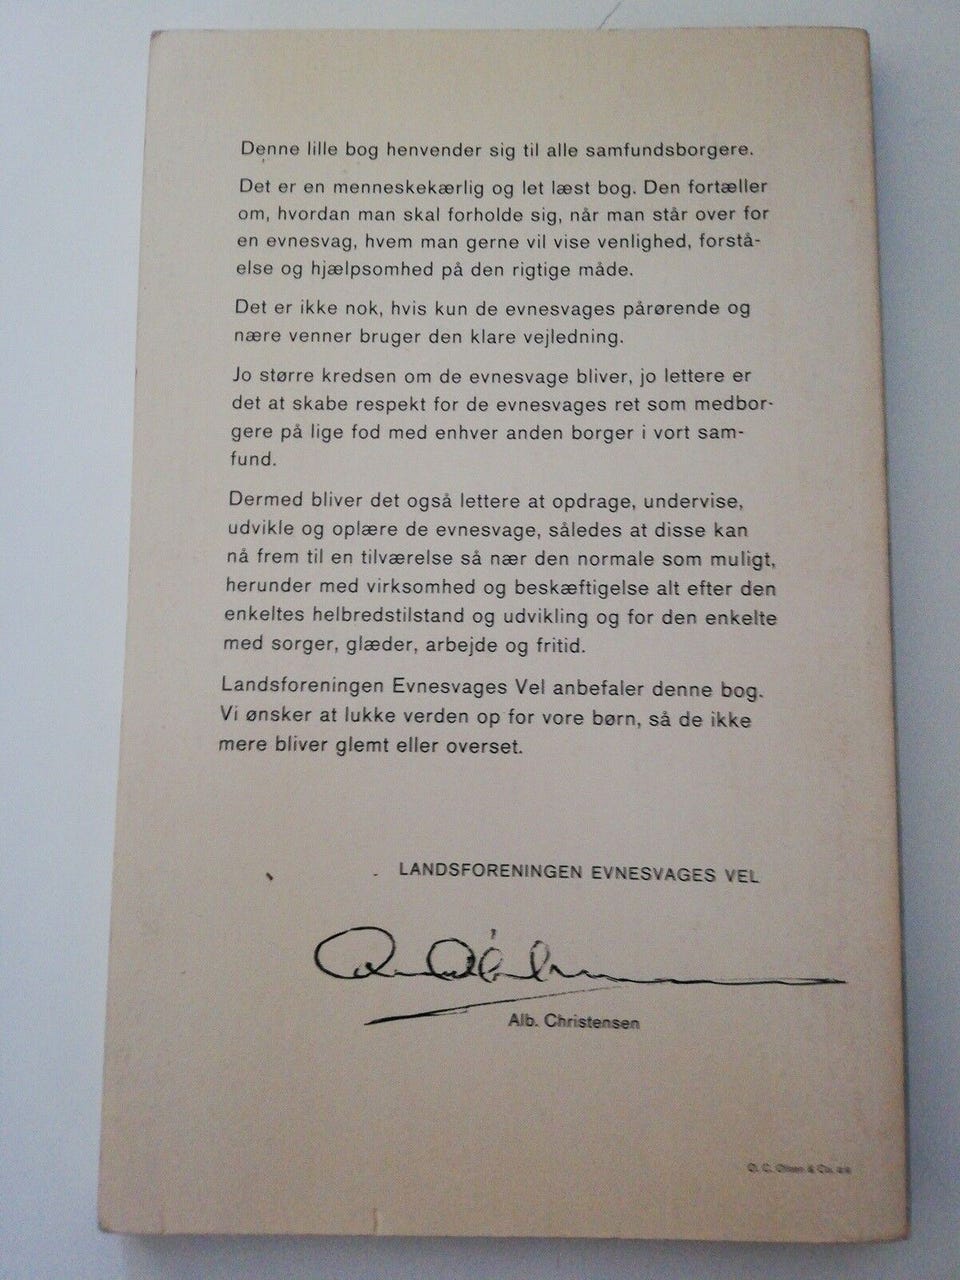 Denne lille bog henvender sig til alle samfundsborgere.
Det er en menneskekærlig og let læst bog. Den fortæller
om, hvordan man skal forholde sig, når man står over for
en evnesvag, hvem man gerne vil vise venlighed, forstå-
else og hjælpsomhed på den rigtige måde.
Det er ikke nok, hvis kun de evnesvages pårørende og
nære venner bruger den klare vejledning.
Jo større kredsen om de evnesvage bliver, jo lettere er
det at skabe respekt for de evnesvages ret som medbor-
gere på lige fod med enhver anden borger i vort sam-
fund.
Dermed bliver det også lettere at opdrage, undervise,
udvikle og oplære de evnesvage, således at disse kan
nå frem til en tilværelse så nær den normale som muligt,
herunder med virksomhed og beskæftigelse alt efter den
enkeltes helbredstilstand og udvikling og for den enkelte
med sorger, glæder, arbejde og fritid.
Landsforeningen Evnesvages Vel anbefaler denne bog.
Vi ønsker at lukke verden op for vore børn, så de ikke
mere bliver glemt eller overset.
LANDSFORENINGEN EVNESVAGES VEL
Alb. Christensen
O. C. Olsen & Co. a/s